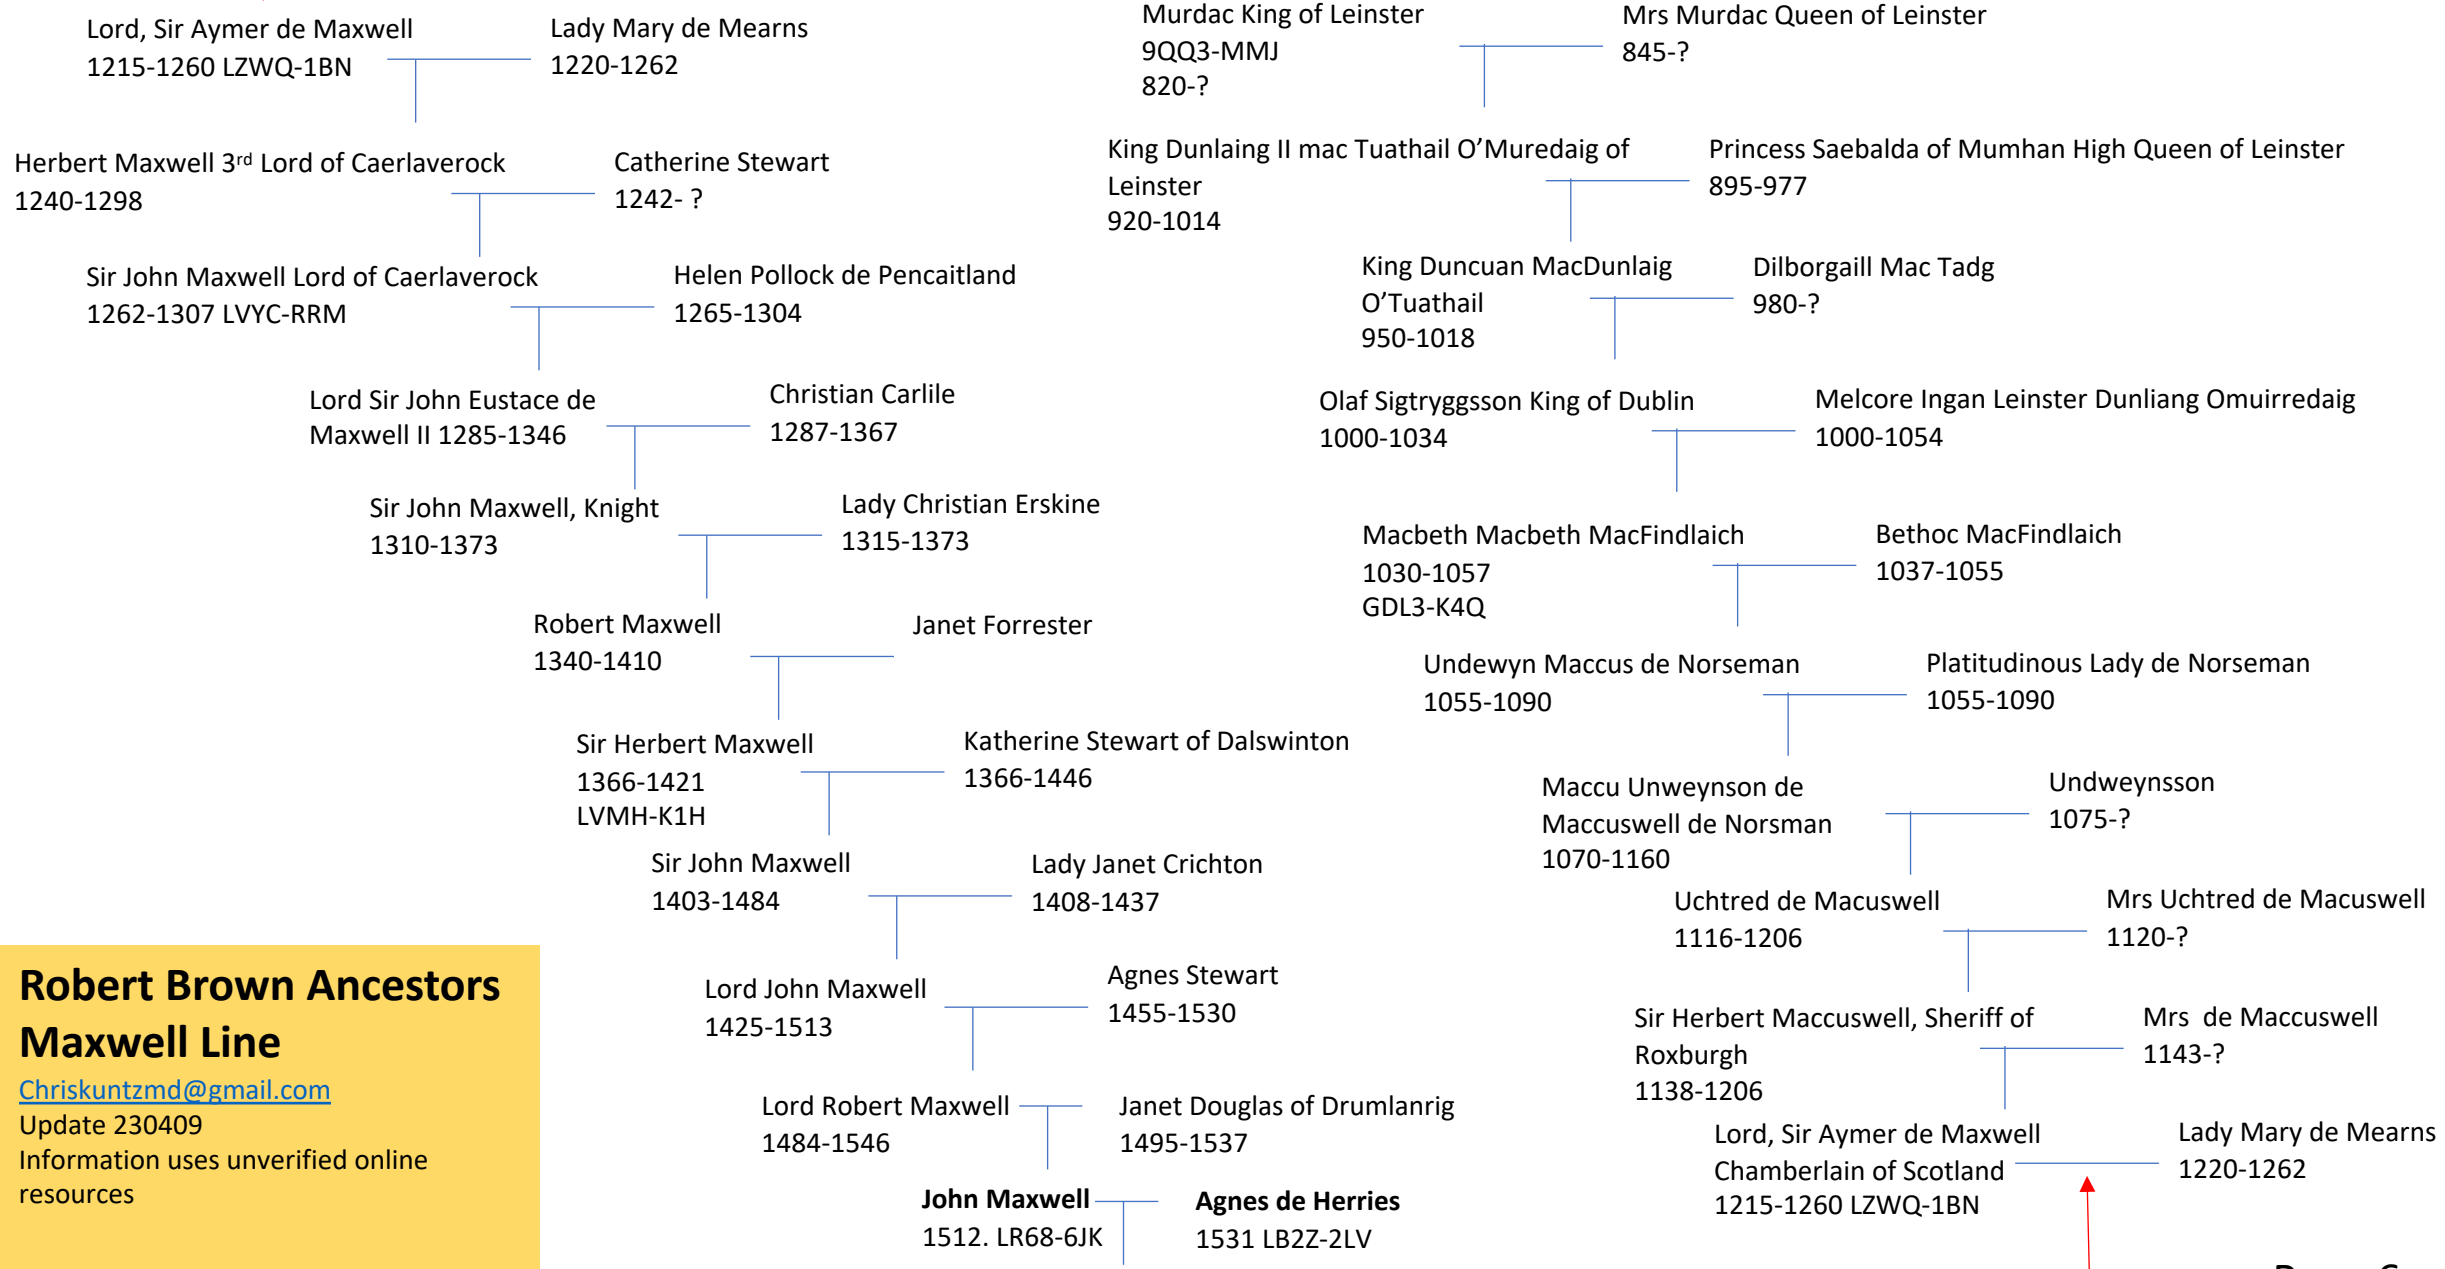 Lord, Sir Aymer de Maxwell
1215-1260 LZWQ-1BN
Lady Mary de Mearns
1220-1262
Herbert Maxwell 3rd Lord of Caerlaverock
1240-1298
Catherine Stewart
1242- ?
Sir John Maxwell Lord of Caerlaverock
1262-1307 LVYC-RRM
Helen Pollock de Pencaitland
1265-1304
Lord Sir John Eustace de
Maxwell II 1285-1346
Christian Carlile
1287-1367
Sir John Maxwell, Knight
1310-1373
Lady Christian Erskine
1315-1373
Robert Maxwell
1340-1410
Janet Forrester
Sir Herbert Maxwell
1366-1421
LVMH-K1H
Katherine Stewart of Dalswinton
1366-1446
Sir John Maxwell
1403-1484
Lady Janet Crichton
1408-1437
Lord John Maxwell
1425-1513
Agnes Stewart
1455-1530
Lord Robert Maxwell
1484-1546
Janet Douglas of Drumlanrig
1495-1537
John Maxwell
1512. LR68-6JK
Agnes de Herries
1531 LB2Z-2LV
Murdac King of Leinster
9QQ3-MMJ
820-?
Mrs Murdac Queen of Leinster
845-?
King Dunlaing II mac Tuathail O’Muredaig of
Leinster
920-1014
Princess Saebalda of Mumhan High Queen of Leinster
895-977
King Duncuan MacDunlaig
O’Tuathail
950-1018
Dilborgaill Mac Tadg
980-?
Olaf Sigtryggsson King of Dublin
1000-1034
Melcore Ingan Leinster Dunliang Omuirredaig
1000-1054
Macbeth Macbeth MacFindlaich
1030-1057
GDL3-K4Q
Bethoc MacFindlaich
1037-1055
Undewyn Maccus de Norseman
1055-1090
Platitudinous Lady de Norseman
1055-1090
Maccu Unweynson de
Maccuswell de Norsman
1070-1160
Undweynsson
1075-?
Uchtred de Macuswell
1116-1206
Mrs Uchtred de Macuswell
1120-?
Sir Herbert Maccuswell, Sheriff of
Roxburgh
1138-1206
Mrs de Maccuswell
1143-?
Lord, Sir Aymer de Maxwell
Chamberlain of Scotland
1215-1260 LZWQ-1BN
Lady Mary de Mearns
1220-1262
Robert Brown Ancestors
Maxwell Line
Chriskuntzmd@gmail.com
Update 230409
Information uses unverified online
resources